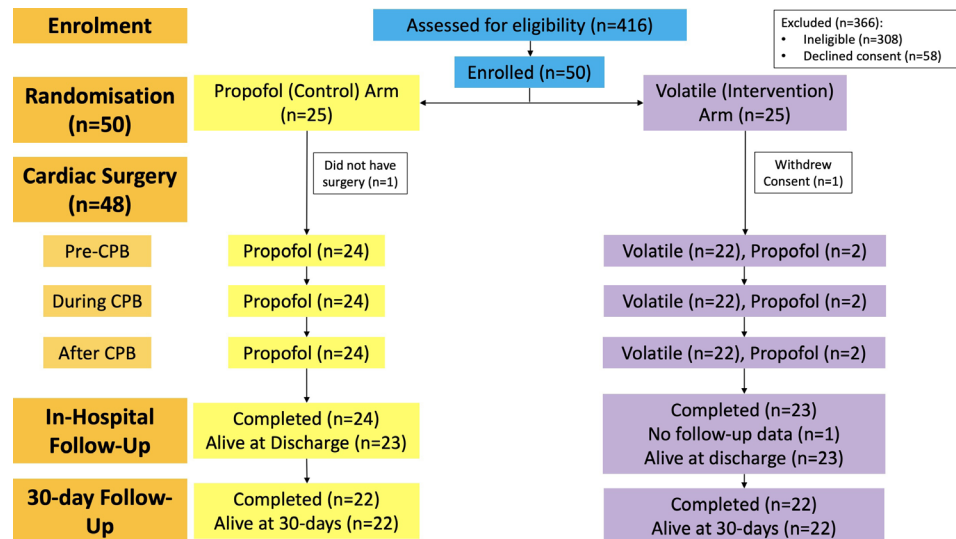 Enrolment
Assessed for eligibility (n=416)
Excluded (n=366):
• Ineligible (n=308)
• Declined consent (n=58)
Enrolled (n=50)
Randomisation
(n=50)
Propofol (Control) Arm
(n=25)
Volatile (Intervention)
Arm (n=25)
Cardiac Surgery
(n=48)
Did not have
surgery (n=1)
Withdrew
Consent (n=1)
Pre-CPB
Propofol (n=24)
Volatile (n=22), Propofol (n=2)
During CPB
Propofol (n=24)
Volatile (n=22), Propofol (n=2)
After CPB
Propofol (n=24)
Volatile (n=22), Propofol (n=2)
In-Hospital
Follow-Up
Completed (n=24)
Alive at Discharge (n=23)
Completed (n=23)
No follow-up data (n=1)
Alive at discharge (n=23)
30-day Follow-
Up
Completed (n=22)
Alive at 30-days (n=22)
Completed (n=22)
Alive at 30-days (n=22)